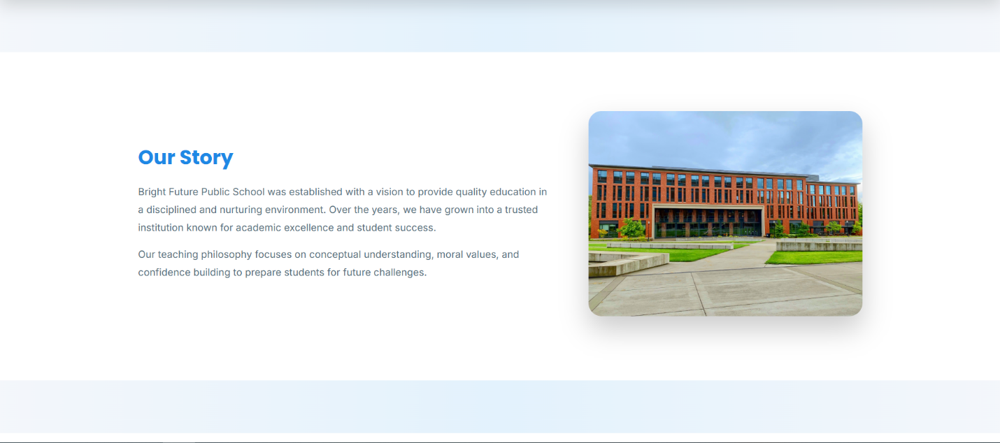 Our Story
Bright Future Public School was established with a vision to provide quality education in
a disciplined and nurturing environment. Over the years, we have grown into a trusted
institution known for academic excellence and student success.
Our teaching philosophy focuses on conceptual understanding, moral values, and
confidence building to prepare students for future challenges.